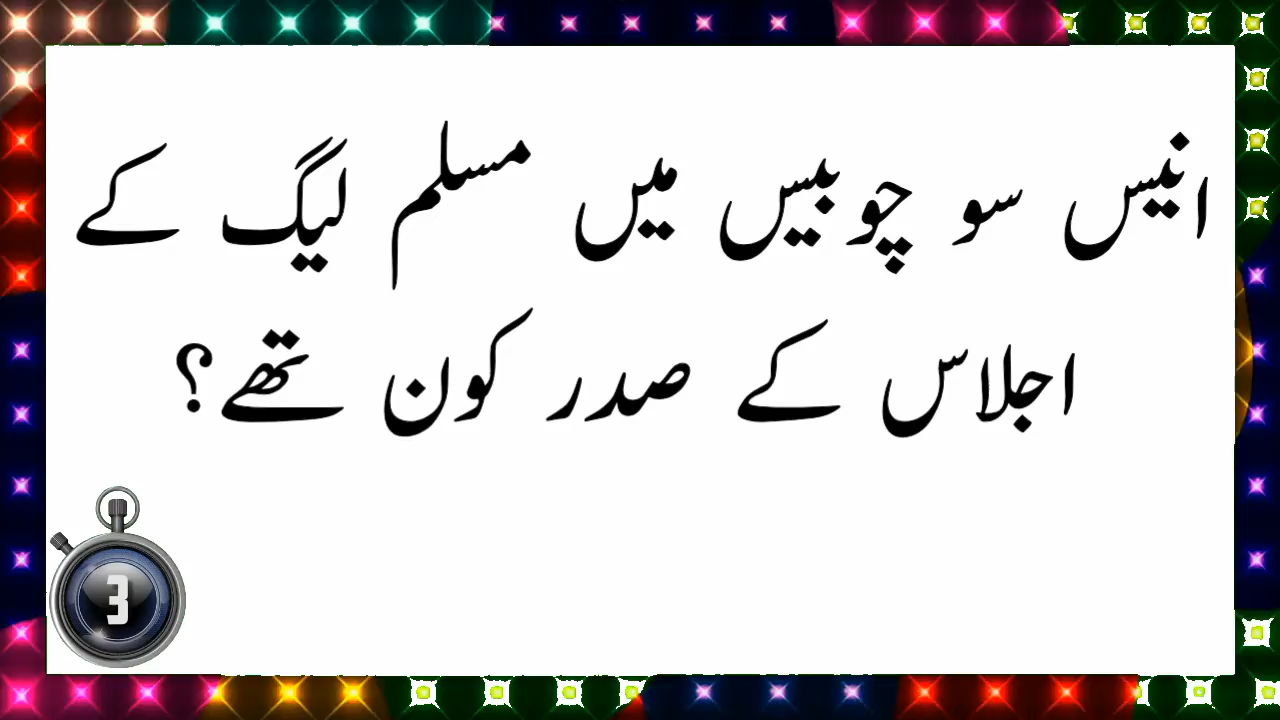 انیس سو چوبیس میں مسلم لیگ کے
اجلاس کے صدر کون تھے؟
3